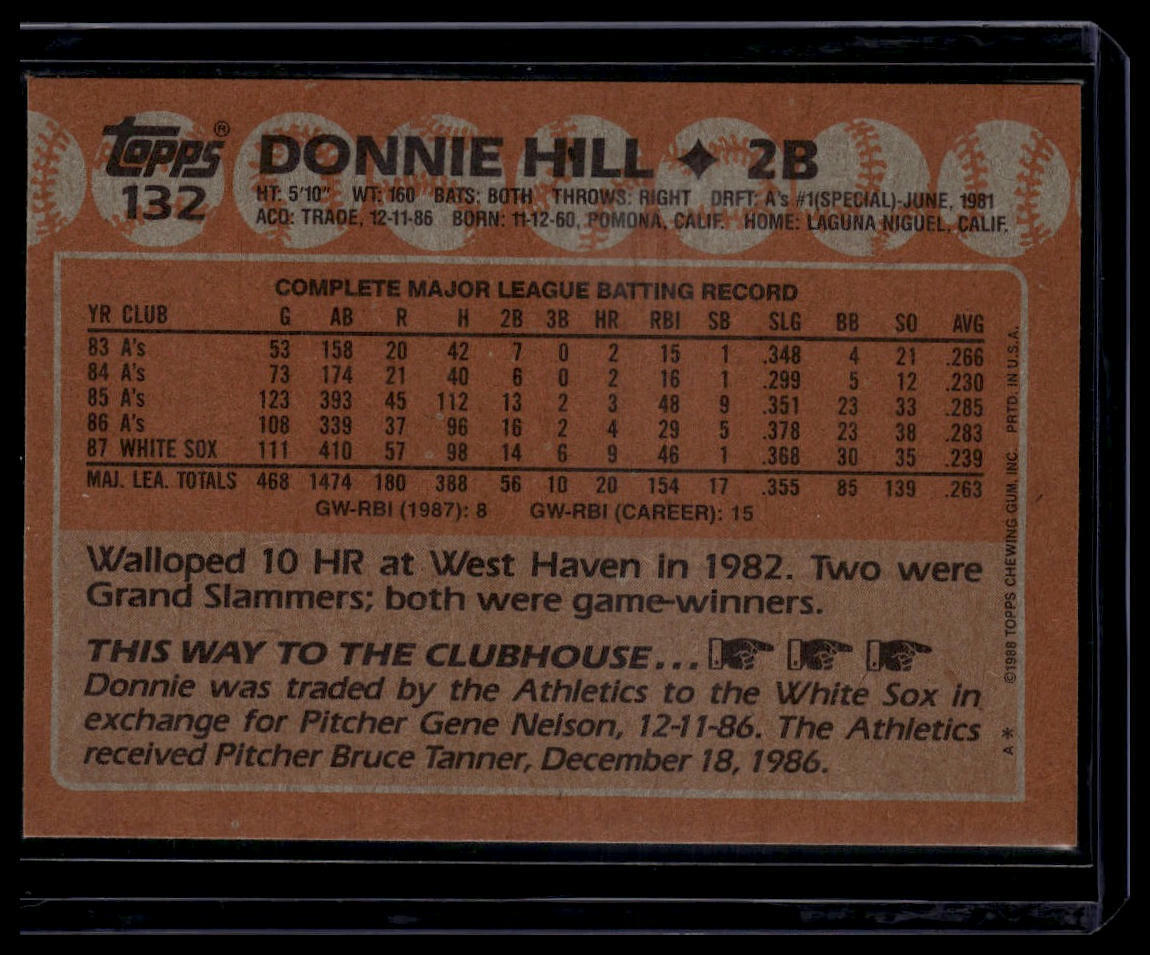 Topps®
132
DONNIE HILL ✦ 2B
HT: 5'10" WT: 160 BATS: BOTH THROWS: RIGHT DRFT: A's #1(SPECIAL)-JUNE, 1981
ACQ: TRADE, 12-11-86 BORN: 11-12-60, POMONA, CALIF. HOME: LAGUNA NIGUEL, CALIF.
COMPLETE MAJOR LEAGUE BATTING RECORD
YR CLUB G AB R H 2B 3B HR RBI SB SLG BB SO AVG
83 A's 53 158 20 42 7 0 2 15 1 .348 4 21 .266
84 A's 73 174 21 40 6 0 2 16 1 .299 5 12 .230
85 A's 123 393 45 112 13 2 3 48 9 .351 23 33 .285
86 A's 108 339 37 96 16 2 4 29 5 .378 23 38 .283
87 WHITE SOX 111 410 57 98 14 6 9 46 1 .368 30 35 .239
MAJ. LEA. TOTALS 468 1474 180 388 56 10 20 154 17 .355 85 139 .263
GW-RBI (1987): 8 GW-RBI (CAREER): 15
Walloped 10 HR at West Haven in 1982. Two were
Grand Slammers; both were game-winners.
THIS WAY TO THE CLUBHOUSE...
Donnie was traded by the Athletics to the White Sox in
exchange for Pitcher Gene Nelson, 12-11-86. The Athletics
received Pitcher Bruce Tanner, December 18, 1986.
A* ©1988 TOPPS CHEWING GUM, INC. PRTD. IN U.S.A.